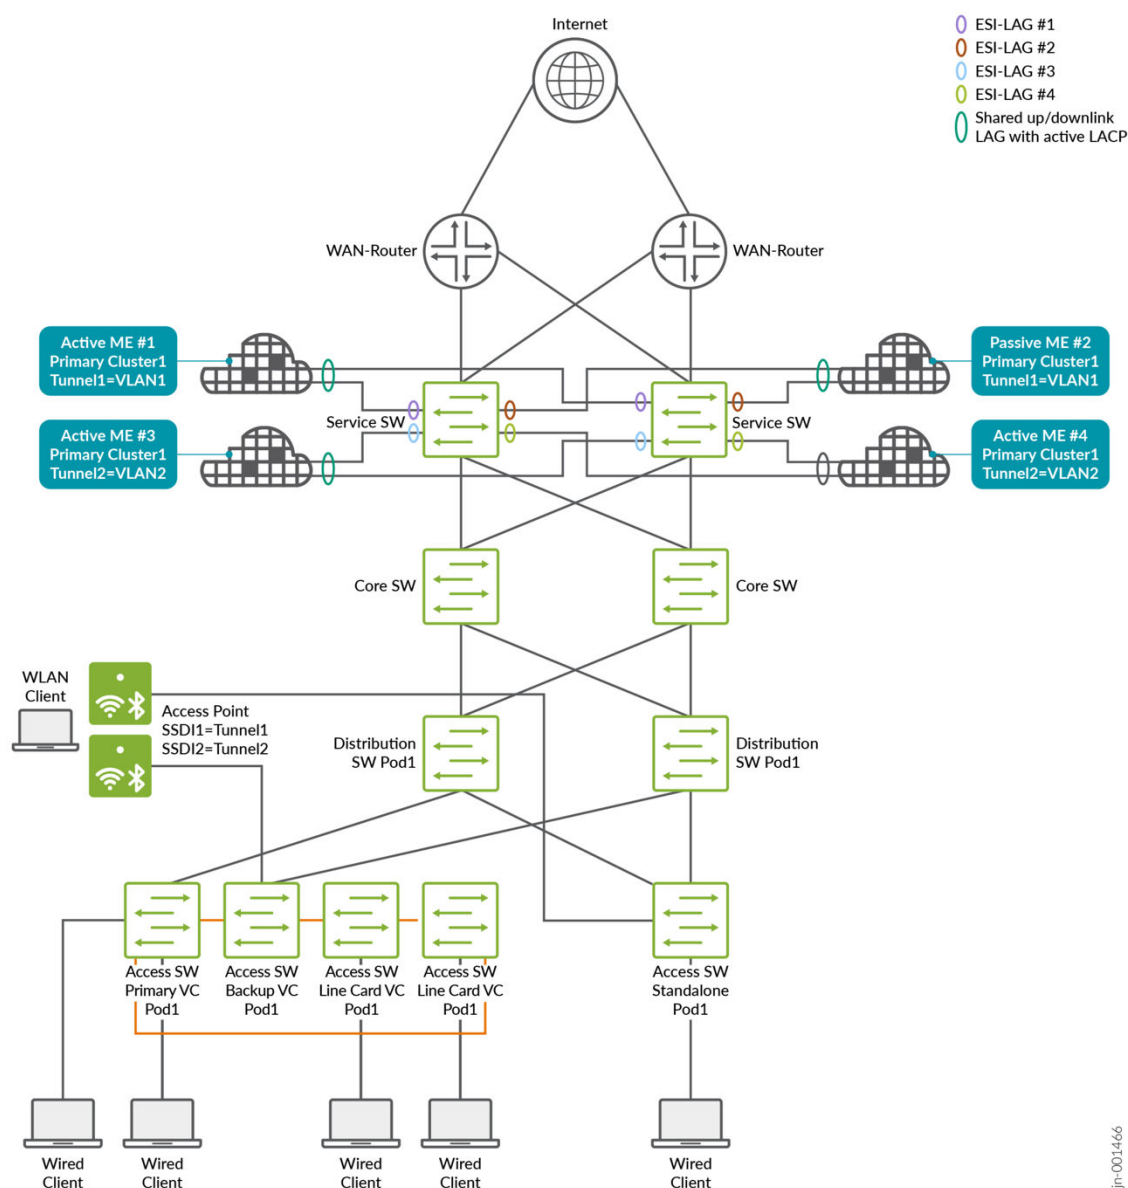 Internet
ESI-LAG #1
ESI-LAG #2
ESI-LAG #3
ESI-LAG #4
Shared up/downlink
LAG with active LACP
WAN-Router
WAN-Router
Active ME #1
Primary Cluster1
Tunnel1=VLAN1
Passive ME #2
Primary Cluster1
Tunnel1=VLAN1
Service SW
Service SW
Active ME #3
Primary Cluster1
Tunnel2=VLAN2
Active ME #4
Primary Cluster1
Tunnel2=VLAN2
Core SW
Core SW
WLAN
Client
Access Point
SSDI1=Tunnel1
SSDI2=Tunnel2
Distribution
SW Pod1
Distribution
SW Pod1
Access SW
Primary VC
Pod1
Access SW
Backup VC
Pod1
Access SW
Line Card VC
Pod1
Access SW
Line Card VC
Pod1
Access SW
Standalone
Pod1
Wired
Client
Wired
Client
Wired
Client
Wired
Client
Wired
Client
jn-001466